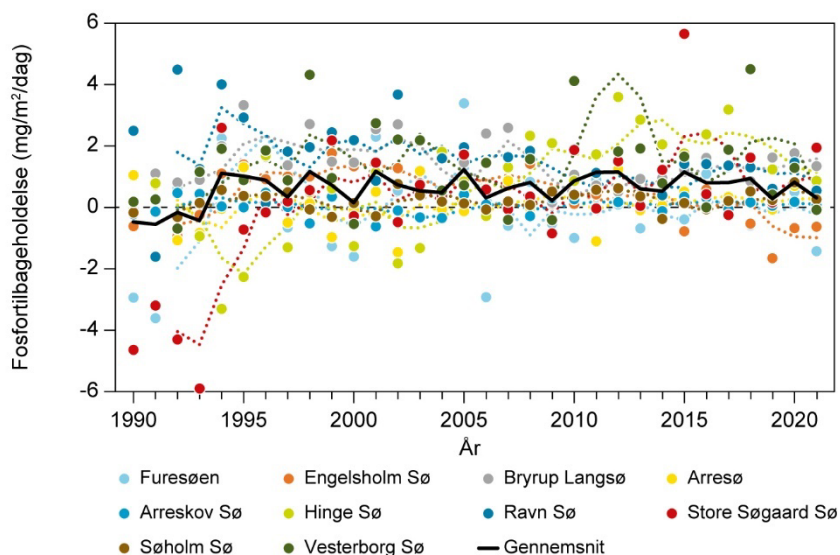 Fosfortilbageholdelse (mg/m²/dag)
6
4
2
0
-2
-4
-6
1990 1995 2000 2005 2010 2015 2020
År
Furesøen Engelsholm Sø Bryrup Langsø Arresø
Arreskov Sø Hinge Sø Ravn Sø Store Søgaard Sø
Søholm Sø Vesterborg Sø Gennemsnit